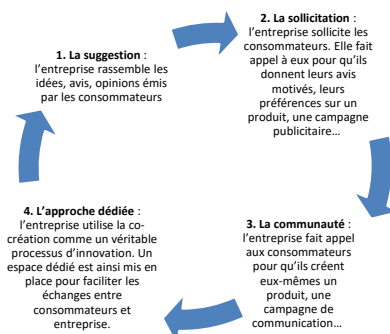 1. La suggestion :
l'entreprise rassemble les
idées, avis, opinions émis
par les consommateurs
2. La sollicitation :
l'entreprise sollicite les
consommateurs. Elle fait
appel à eux pour qu'ils
donnent leurs avis
motivés, leurs
préférences sur un
produit, une campagne
publicitaire…
3. La communauté :
l'entreprise fait appel
aux consommateurs
pour qu'ils créent
eux-mêmes un
produit, une
campagne de
communication…
4. L'approche dédiée :
l'entreprise utilise la co-
création comme un véritable
processus d'innovation. Un
espace dédié est ainsi mis en
place pour faciliter les
échanges entre
consommateurs et
entreprise.